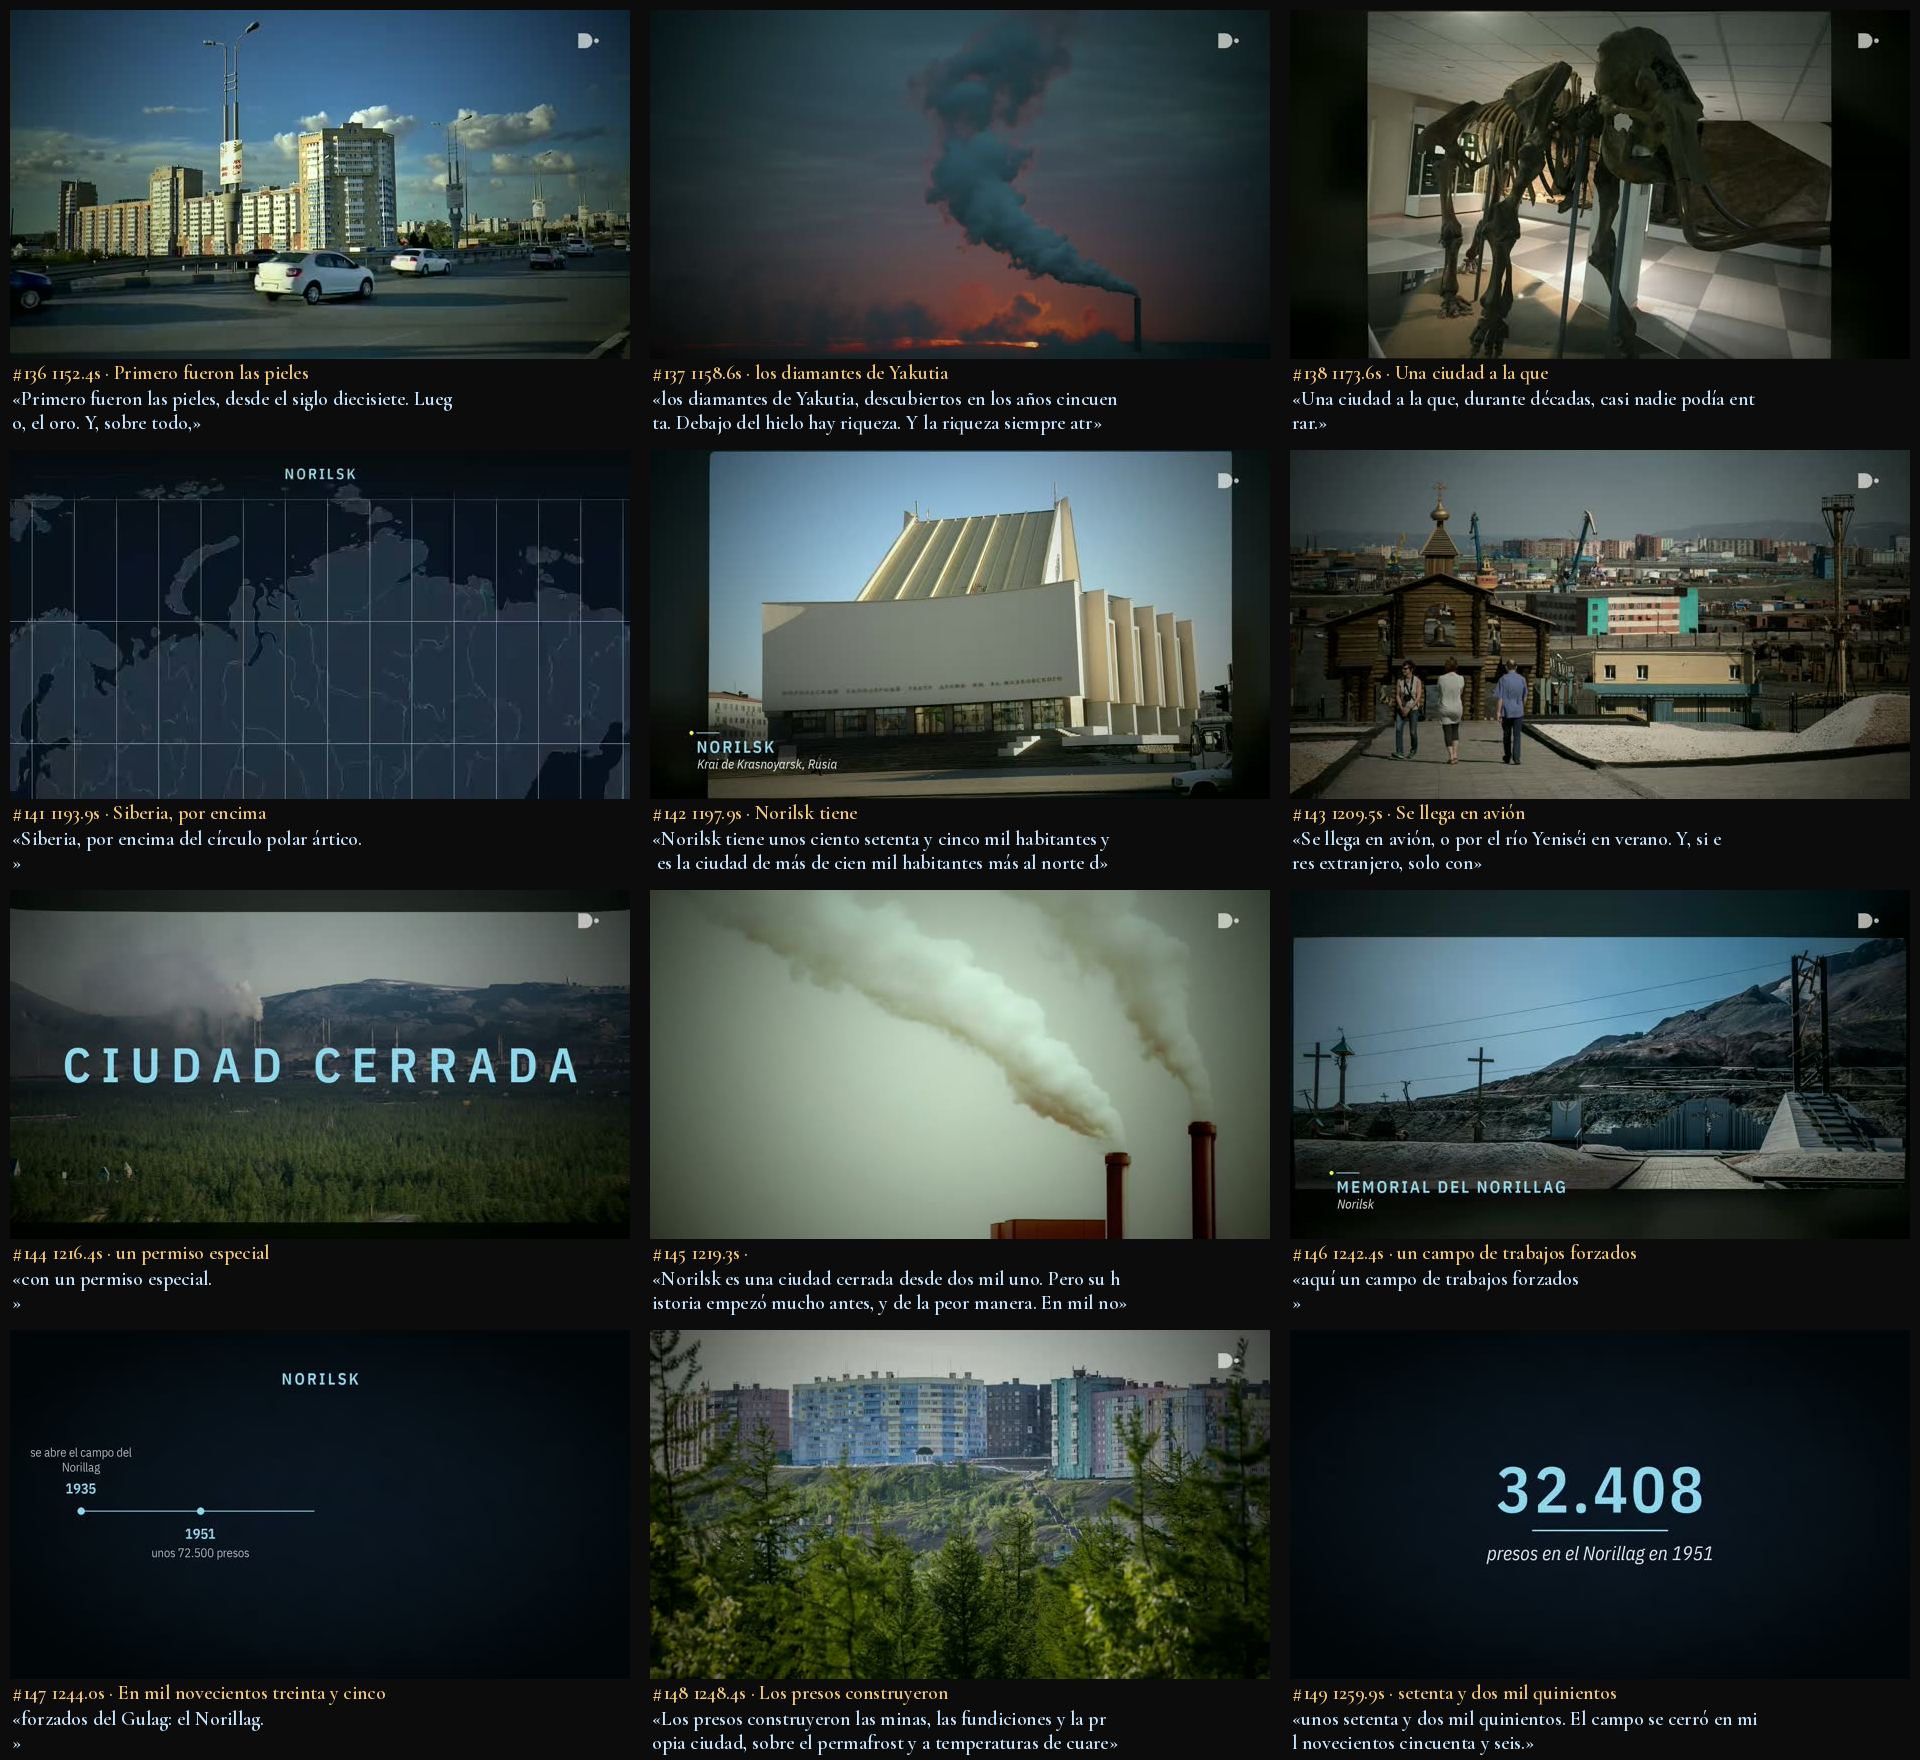 #136 1152.4s · Primero fueron las pieles
«Primero fueron las pieles, desde el siglo diecisiete. Lueg
o, el oro. Y, sobre todo,»
#137 1158.6s · los diamantes de Yakutia
«los diamantes de Yakutia, descubiertos en los años cincuen
ta. Debajo del hielo hay riqueza. Y la riqueza siempre atr»
#138 1173.6s · Una ciudad a la que
«Una ciudad a la que, durante décadas, casi nadie podía ent
rar.»
NORILSK
#141 1193.9s · Siberia, por encima
«Siberia, por encima del círculo polar ártico.
»
NORILSK
Krai de Krasnoyarsk, Rusia
#142 1197.9s · Norilsk tiene
«Norilsk tiene unos ciento setenta y cinco mil habitantes y
es la ciudad de más de cien mil habitantes más al norte d»
#143 1209.5s · Se llega en avión
«Se llega en avión, o por el río Yeniséi en verano. Y, si e
res extranjero, solo con»
CIUDAD CERRADA
#144 1216.4s · un permiso especial
«con un permiso especial.
»
#145 1219.3s ·
«Norilsk es una ciudad cerrada desde dos mil uno. Pero su h
istoria empezó mucho antes, y de la peor manera. En mil no»
MEMORIAL DEL NORILLAG
Norilsk
#146 1242.4s · un campo de trabajos forzados
«aquí un campo de trabajos forzados
»
NORILSK
se abre el campo del
Norillag
1935
1951
unos 72.500 presos
#147 1244.0s · En mil novecientos treinta y cinco
«forzados del Gulag: el Norillag.
»
#148 1248.4s · Los presos construyeron
«Los presos construyeron las minas, las fundiciones y la pr
opia ciudad, sobre el permafrost y a temperaturas de cuare»
32.408
presos en el Norillag en 1951
#149 1259.9s · setenta y dos mil quinientos
«unos setenta y dos mil quinientos. El campo se cerró en mi
l novecientos cincuenta y seis.»